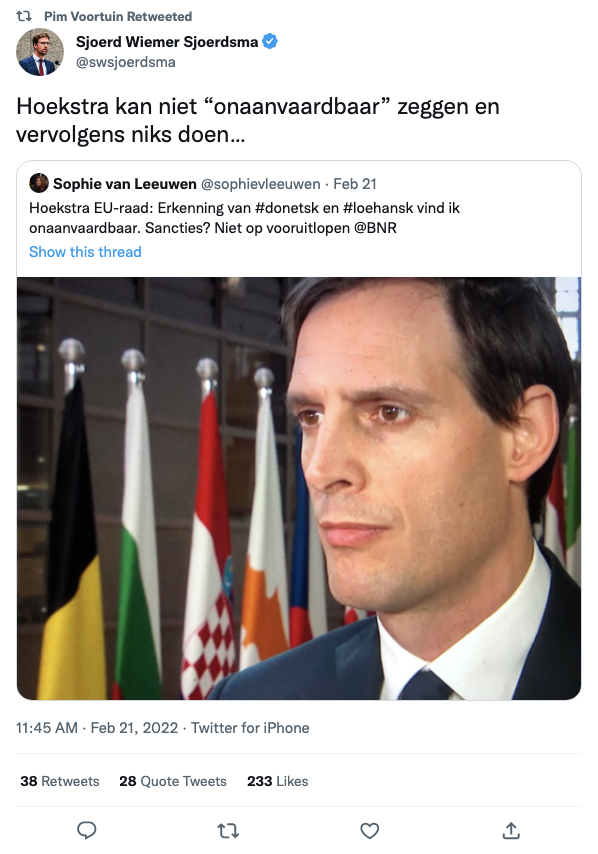 Pim Voortuin Retweeted
Sjoerd Wiemer Sjoerdsma
@swsjoerdsma
Hoekstra kan niet “onaanvaardbaar” zeggen en
vervolgens niks doen...
Sophie van Leeuwen @sophievleeuwen · Feb 21
Hoekstra EU-raad: Erkenning van #donetsk en #loehansk vind ik
onaanvaardbaar. Sancties? Niet op vooruitlopen @BNR
Show this thread
11:45 AM · Feb 21, 2022 · Twitter for iPhone
38 Retweets 28 Quote Tweets 233 Likes